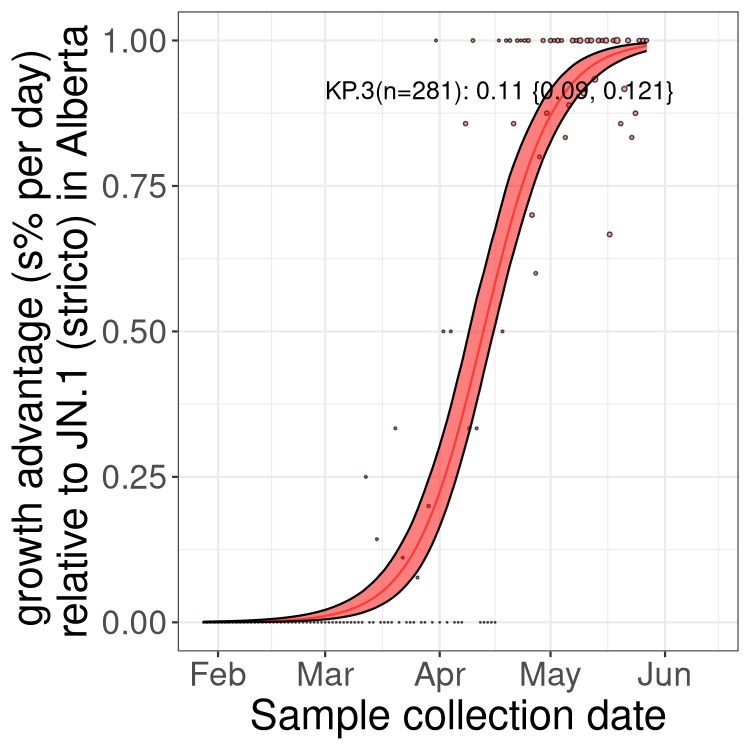 growth advantage (s% per day)
relative to JN.1 (stricto) in Alberta
1.00
0.75
0.50
0.25
0.00
KP.3(n=281): 0.11 {0.09, 0.121}
Feb Mar Apr May Jun
Sample collection date